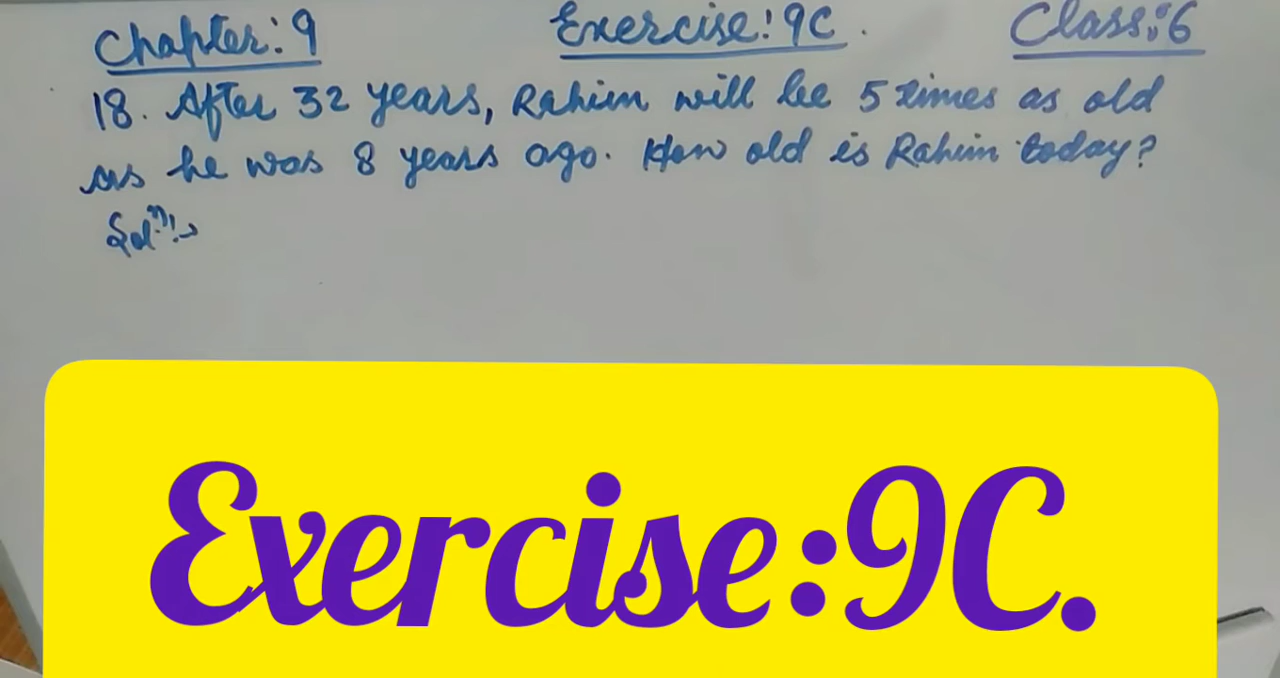 Chapter:9 Exercise:9C. Class:6
18. After 32 years, Rahim will be 5 times as old
as he was 8 years ago. How old is Rahim today?
Solⁿ:→
Exercise:9C.